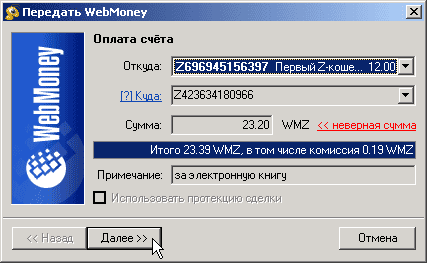 Передать WebMoney
WebMoney
Оплата счёта
Откуда: Z696945156397 Первый Z-коше... 12.00
[?] Куда: Z423634180966
Сумма: 23.20 WMZ << неверная сумма
Итого 23.39 WMZ, в том числе комиссия 0.19 WMZ
Примечание: за электронную книгу
Использовать протекцию сделки
<< Назад Далее >> Отмена